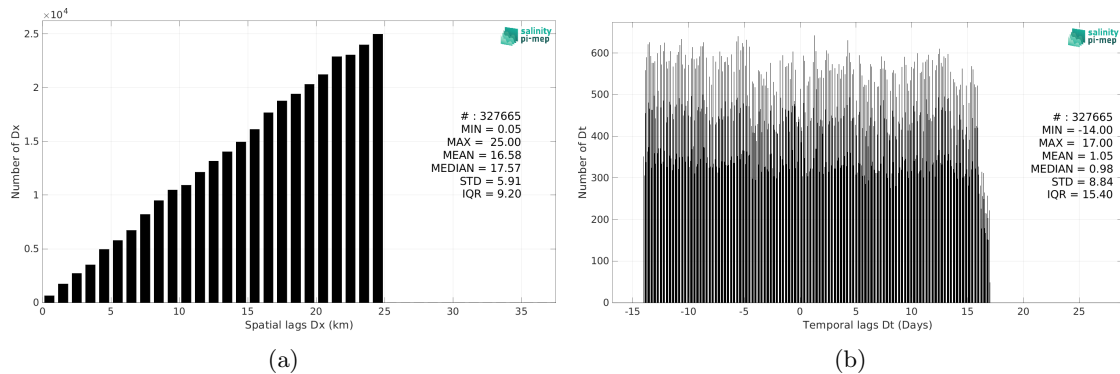 ×10^4
2.5
2
1.5
1
0.5
0
Number of Dx
salinity
pi-mep
# : 327665
MIN = 0.05
MAX = 25.00
MEAN = 16.58
MEDIAN = 17.57
STD = 5.91
IQR = 9.20
0 5 10 15 20 25 30 35
Spatial lags Dx (km)
(a)
600
500
400
300
200
100
0
Number of Dt
salinity
pi-mep
# : 327665
MIN = -14.00
MAX = 17.00
MEAN = 1.05
MEDIAN = 0.98
STD = 8.84
IQR = 15.40
-15 -10 -5 0 5 10 15 20 25
Temporal lags Dt (Days)
(b)